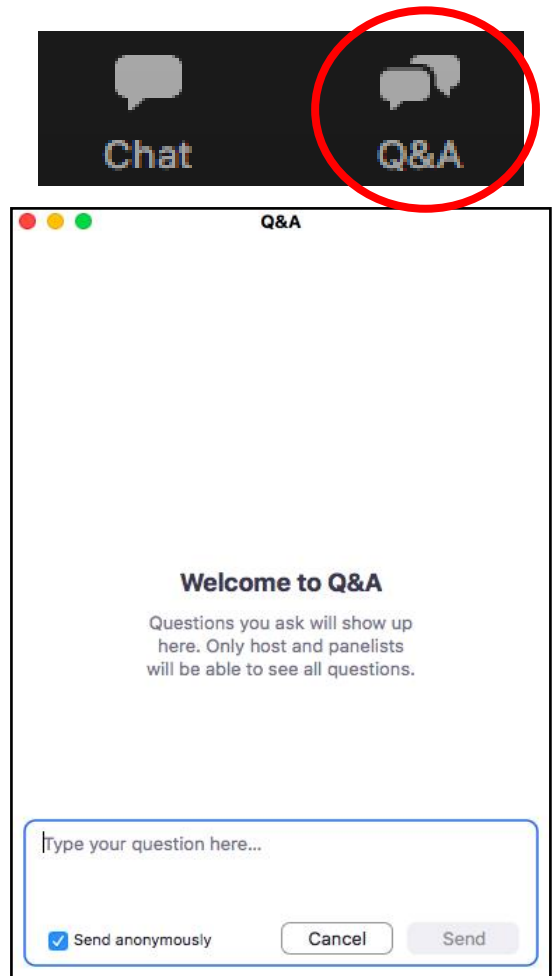 Chat Q&A
Q&A
Welcome to Q&A
Questions you ask will show up
here. Only host and panelists
will be able to see all questions.
Type your question here...
Send anonymously Cancel Send